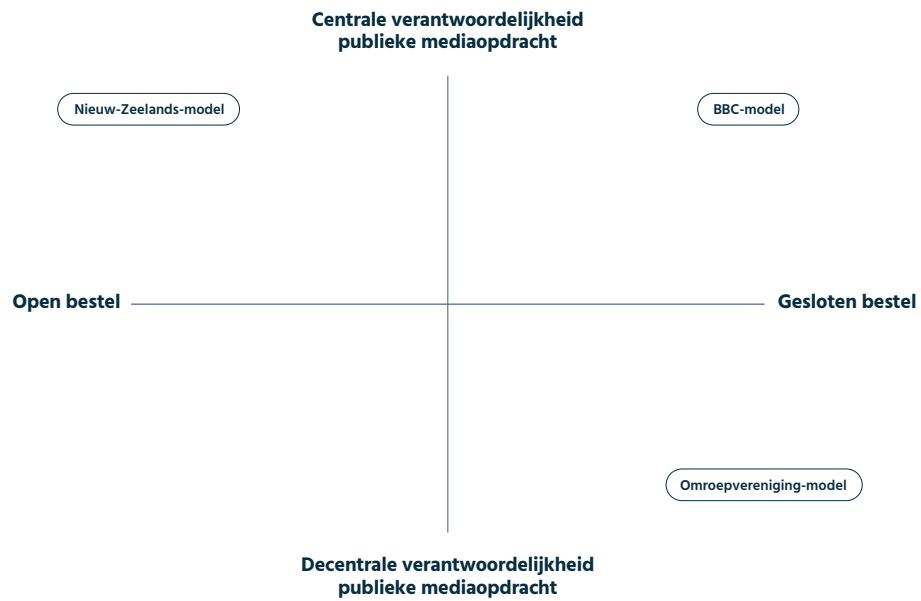 Centrale verantwoordelijkheid
publieke mediaopdracht
Nieuw-Zeelands-model
BBC-model
Open bestel
Gesloten bestel
Omroepvereniging-model
Decentrale verantwoordelijkheid
publieke mediaopdracht